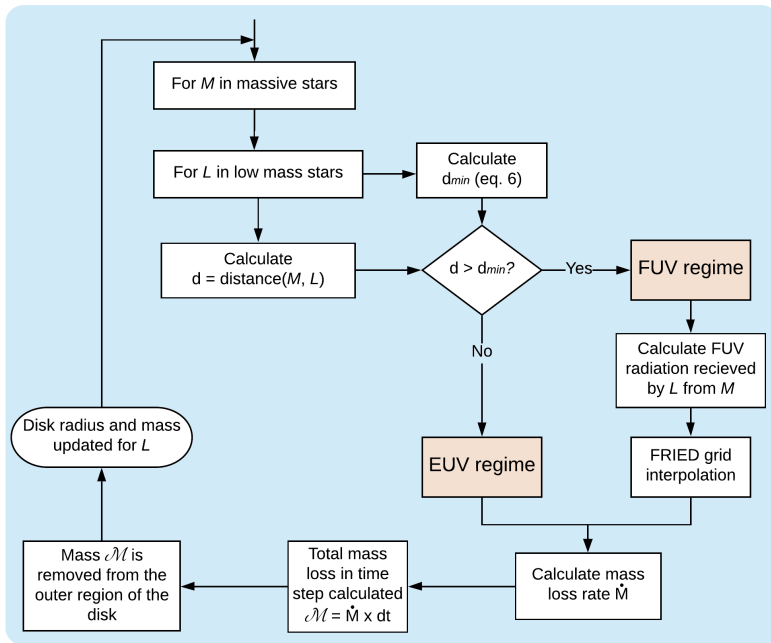 For M in massive stars
For L in low mass stars
Calculate
dmin (eq. 6)
Calculate
d = distance(M, L)
d > dmin?
Yes
FUV regime
No
Calculate FUV
radiation recieved
by L from M
Disk radius and mass
updated for L
EUV regime
FRIED grid
interpolation
Mass ℳ is
removed from the
outer region of the
disk
Total mass
loss in time
step calculated
ℳ = Ṁ x dt
Calculate mass
loss rate Ṁ